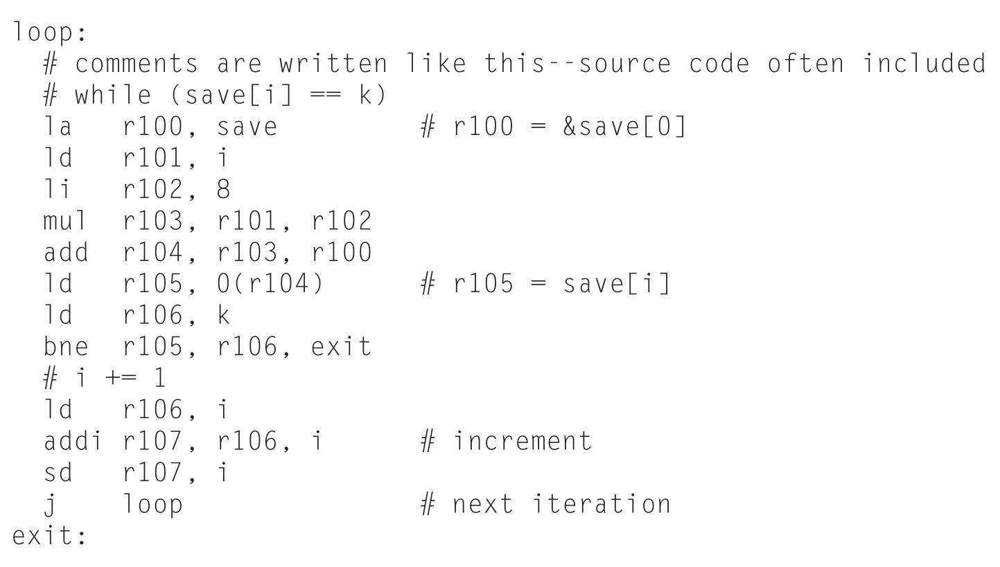 loop:
  # comments are written like this--source code often included
  # while (save[i] == k)
  la   r100, save         # r100 = &save[0]
  ld   r101, i
  li   r102, 8
  mul  r103, r101, r102
  add  r104, r103, r100
  ld   r105, 0(r104)      # r105 = save[i]
  ld   r106, k
  bne  r105, r106, exit
  # i += 1
  ld   r106, i
  addi r107, r106, i      # increment
  sd   r107, i
  j    loop               # next iteration
exit: